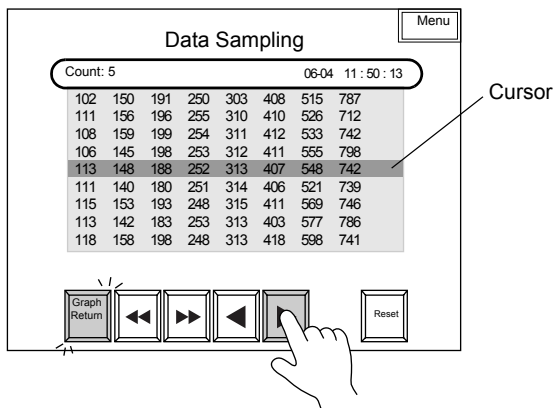 Menu
Data Sampling
Count: 5 06-04 11 : 50 : 13
102 150 191 250 303 408 515 787
111 156 196 255 310 410 526 712
108 159 199 254 311 412 533 742
106 145 198 253 312 411 555 798
113 148 188 252 313 407 548 742
111 140 180 251 314 406 521 739
115 153 193 248 315 411 569 746
113 142 183 253 313 403 577 786
118 158 198 248 313 418 598 741
Cursor
Graph
Return
Reset